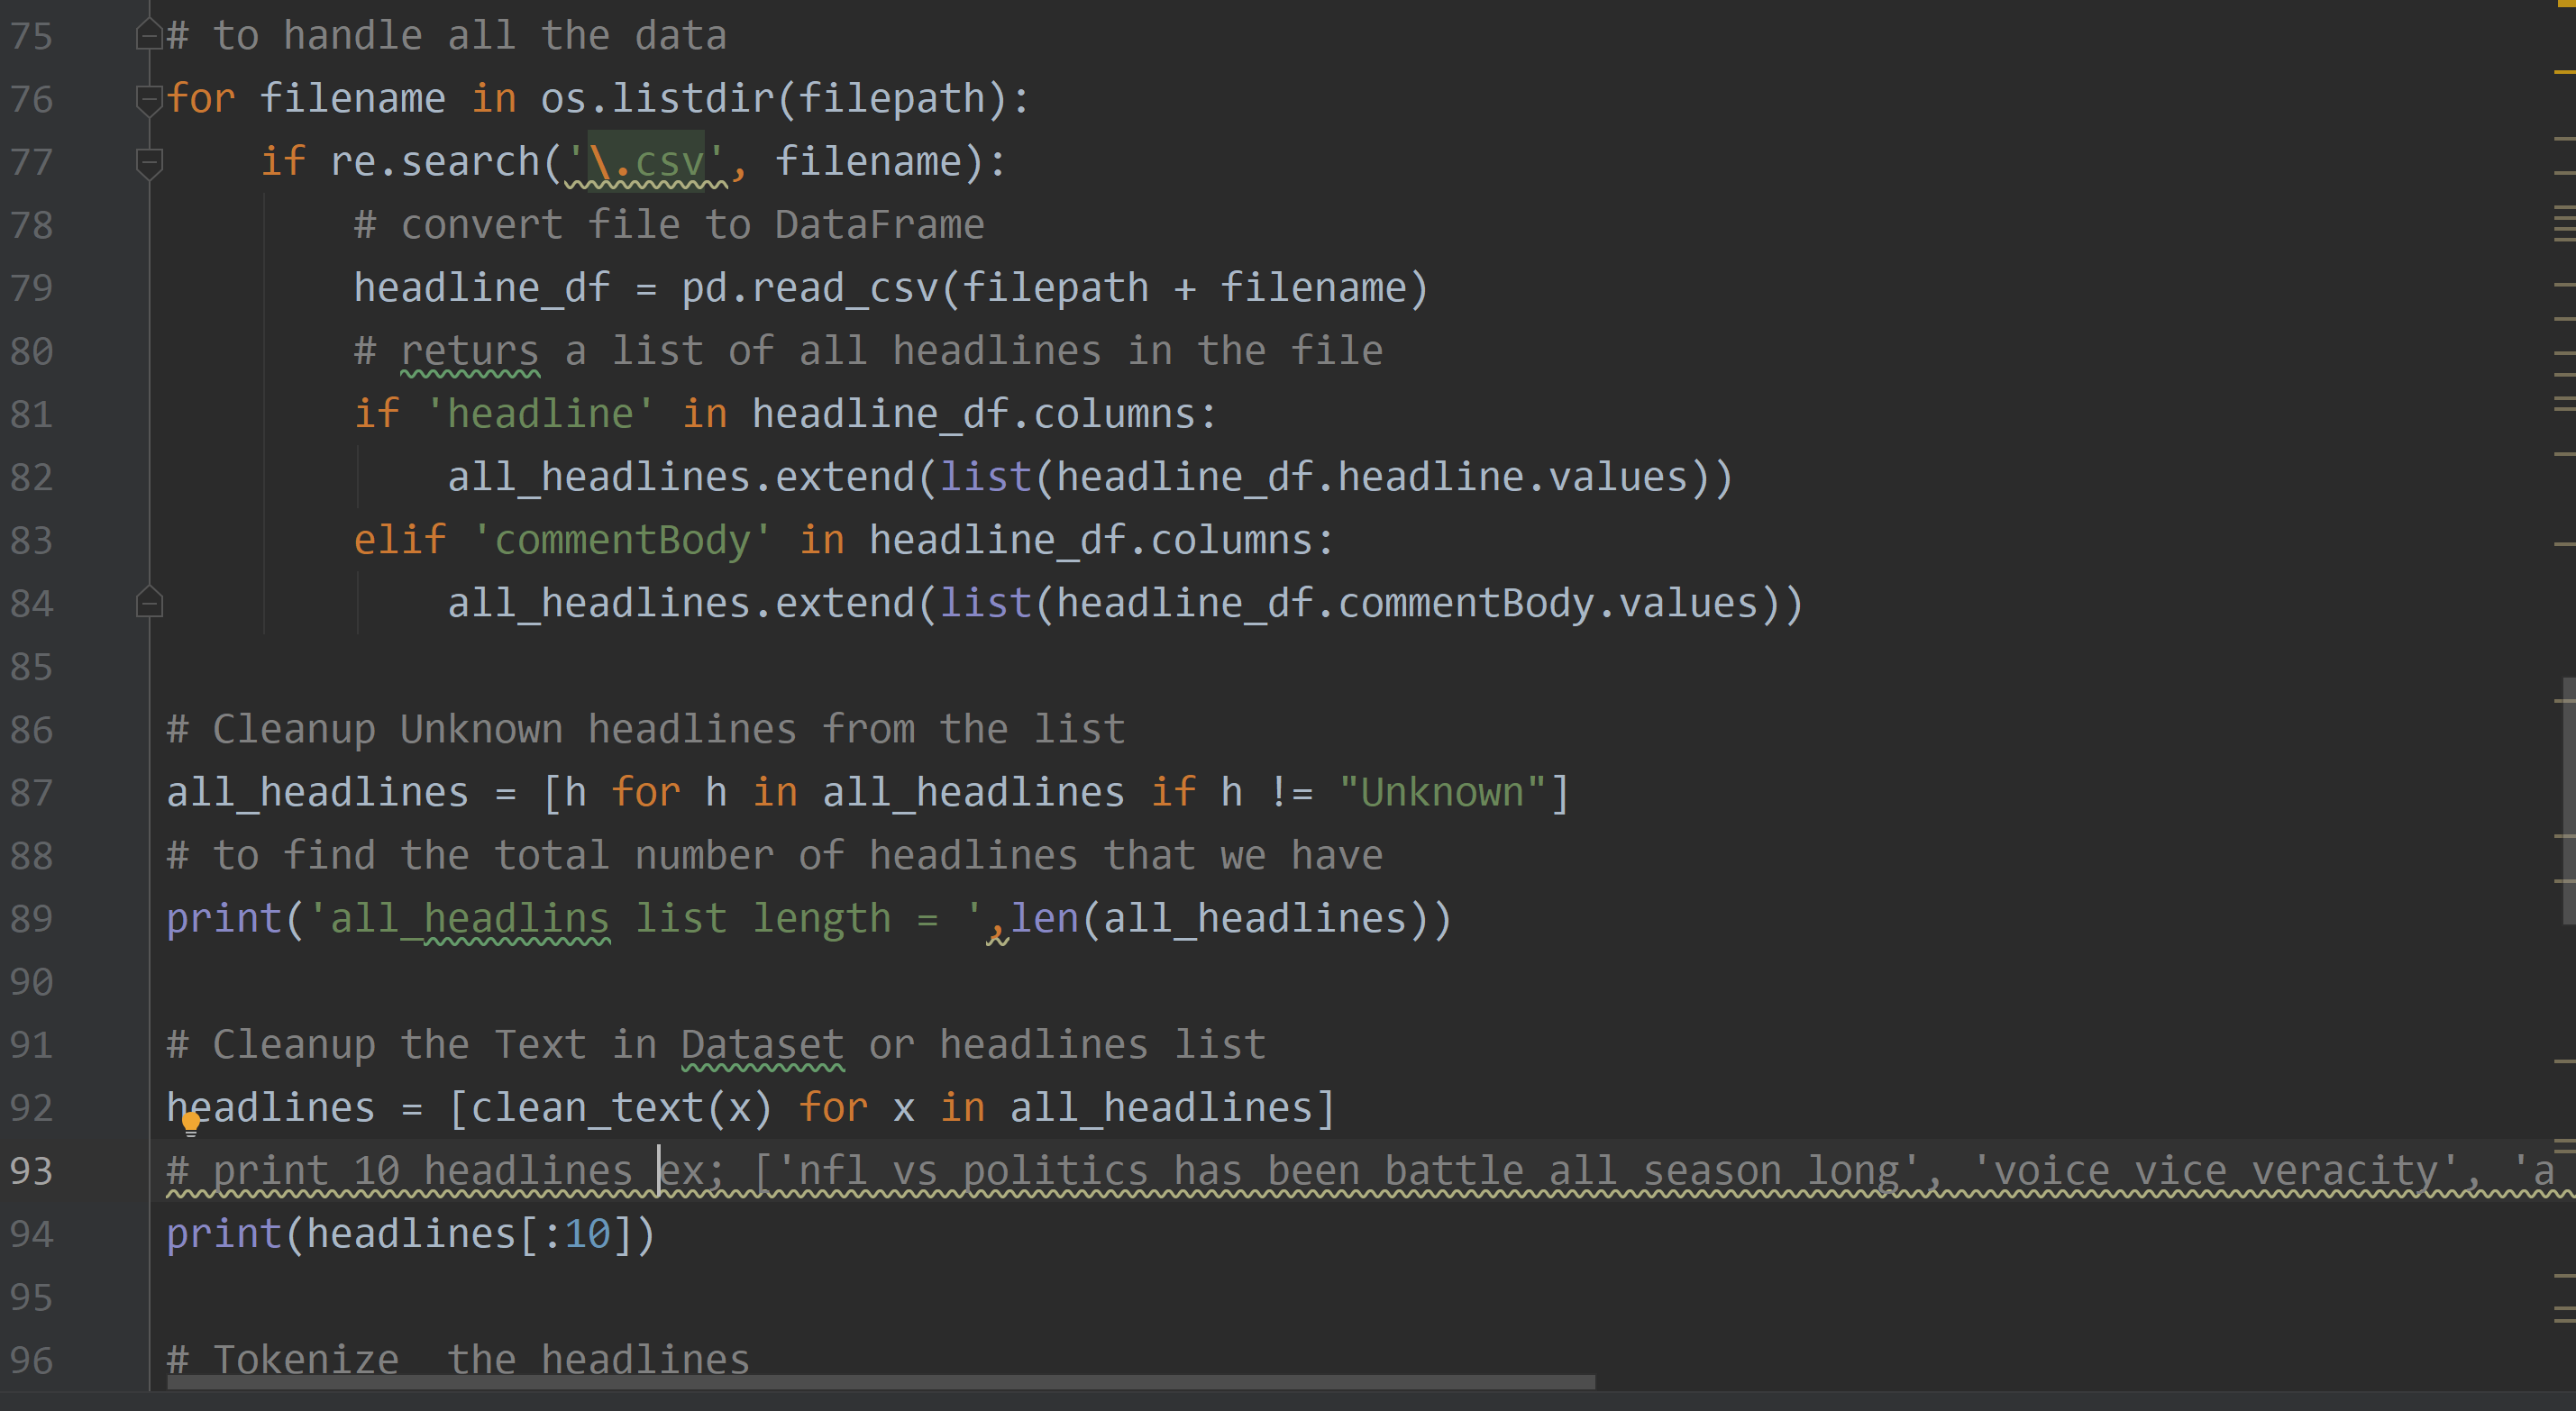 75 # to handle all the data
76 for filename in os.listdir(filepath):
77     if re.search('\.csv', filename):
78         # convert file to DataFrame
79         headline_df = pd.read_csv(filepath + filename)
80         # returs a list of all headlines in the file
81         if 'headline' in headline_df.columns:
82             all_headlines.extend(list(headline_df.headline.values))
83         elif 'commentBody' in headline_df.columns:
84             all_headlines.extend(list(headline_df.commentBody.values))
85
86 # Cleanup Unknown headlines from the list
87 all_headlines = [h for h in all_headlines if h != "Unknown"]
88 # to find the total number of headlines that we have
89 print('all_headlins list length = ',len(all_headlines))
90
91 # Cleanup the Text in Dataset or headlines list
92 headlines = [clean_text(x) for x in all_headlines]
93 # print 10 headlines ex; ['nfl vs politics has been battle all season long', 'voice vice veracity', 'a
94 print(headlines[:10])
95
96 # Tokenize  the headlines